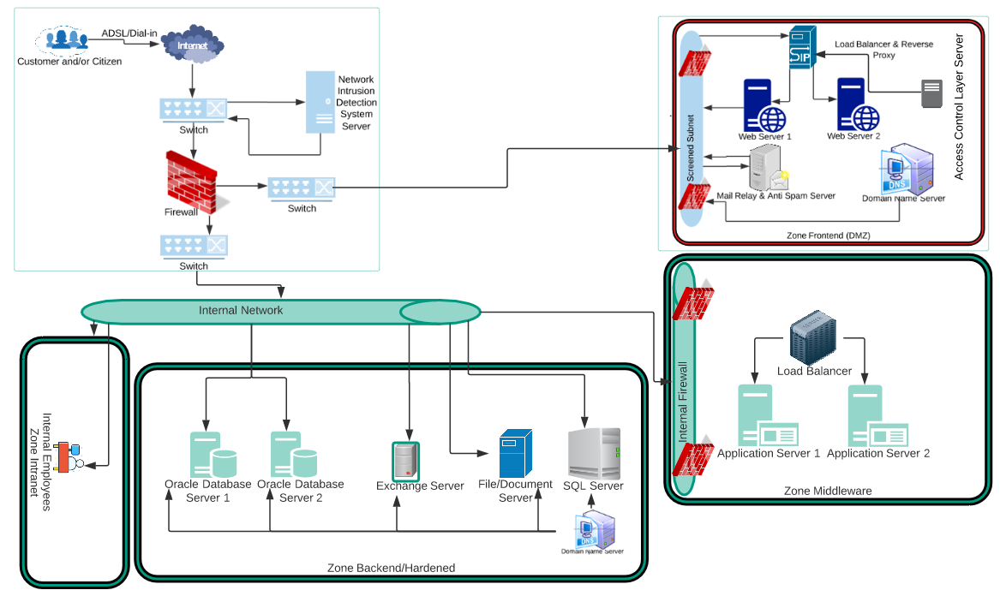 ADSL/Dial-in
Internet
Customer and/or Citizen
Network
Intrusion
Detection
System
Server
Switch
Firewall
Switch
Switch
Load Balancer & Reverse
Proxy
SIP
Access Control Layer Server
Screened Subnet
Web Server 1
Web Server 2
DNS
Mail Relay & Anti Spam Server
Domain Name Server
Zone Frontend (DMZ)
Internal Network
Internal Firewall
SERVER
Load Balancer
Application Server 1
Application Server 2
Zone Middleware
Internal Employees
Zone Intranet
Oracle Database
Server 1
Oracle Database
Server 2
Exchange Server
File/Document
Server
SQL Server
DNS
Domain Name Server
Zone Backend/Hardened